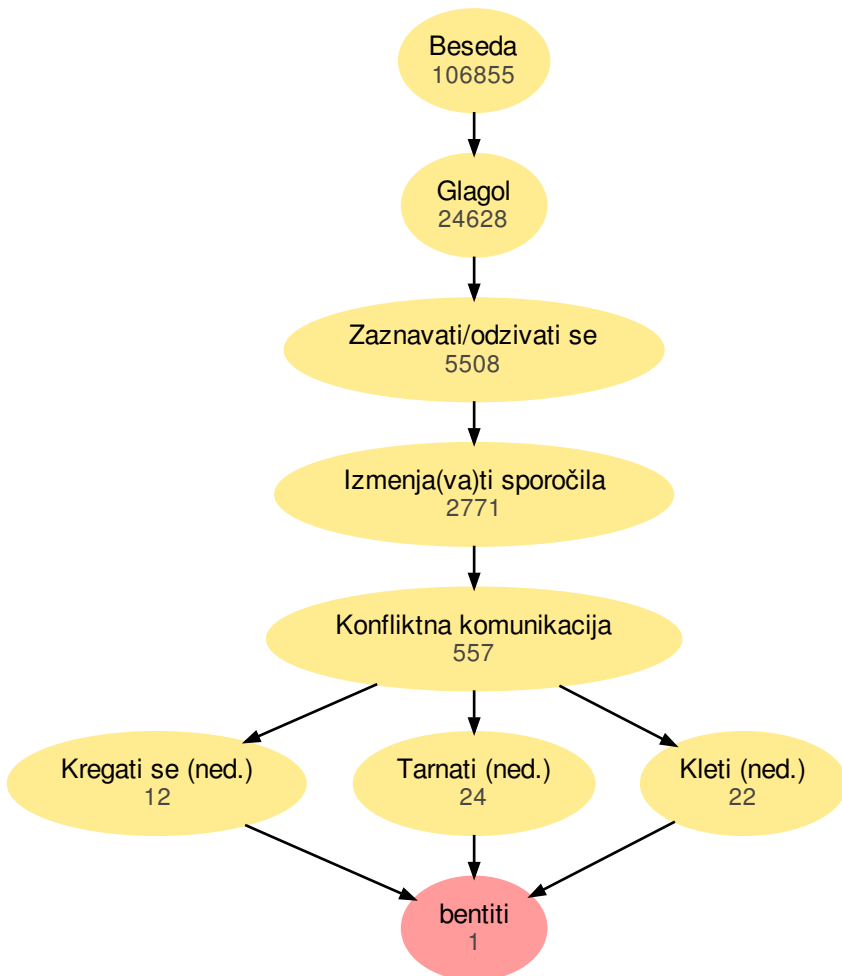 Beseda
106855
Glagol
24628
Zaznavati/odzivati se
5508
Izmenja(va)ti sporočila
2771
Konfliktna komunikacija
557
Kregati se (ned.)
12
Tarnati (ned.)
24
Kleti (ned.)
22
bentiti
1